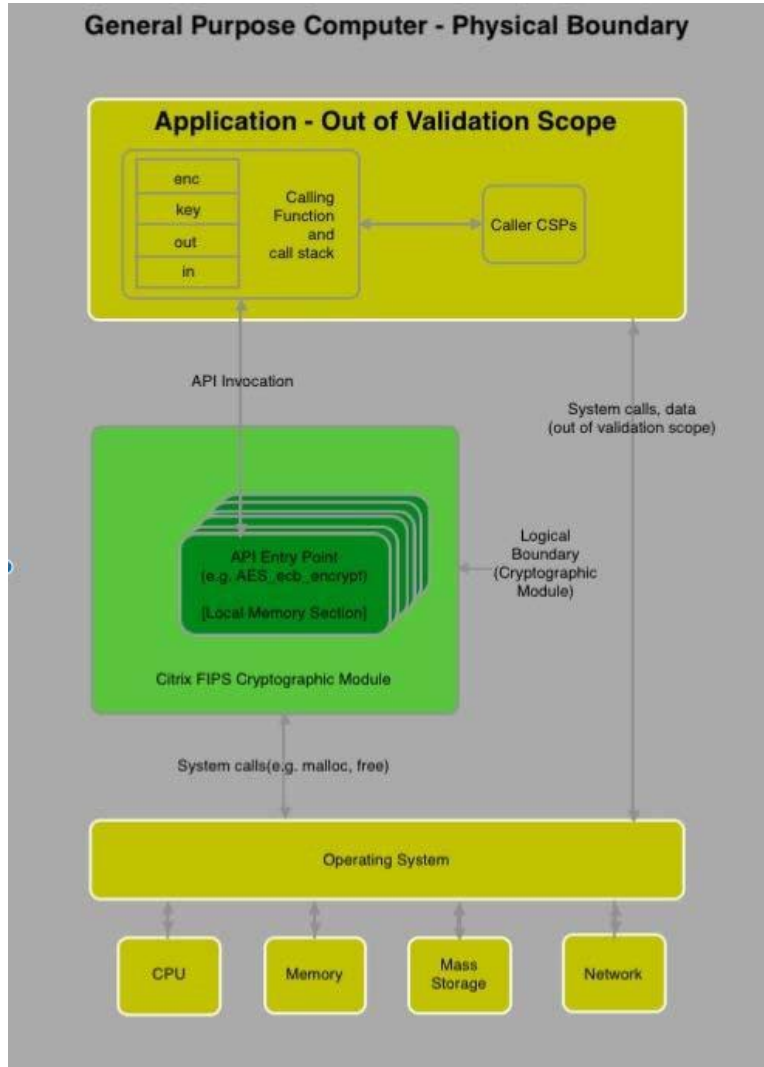 General Purpose Computer - Physical Boundary
Application - Out of Validation Scope
enc
key
out
in
Calling
Function
and
call stack
Caller CSPs
API Invocation
System calls, data
(out of validation scope)
API Entry Point
(e.g. AES_ecb_encrypt)
[Local Memory Section]
Logical
Boundary
(Cryptographic
Module)
Citrix FIPS Cryptographic Module
System calls(e.g. malloc, free)
Operating System
CPU
Memory
Mass
Storage
Network